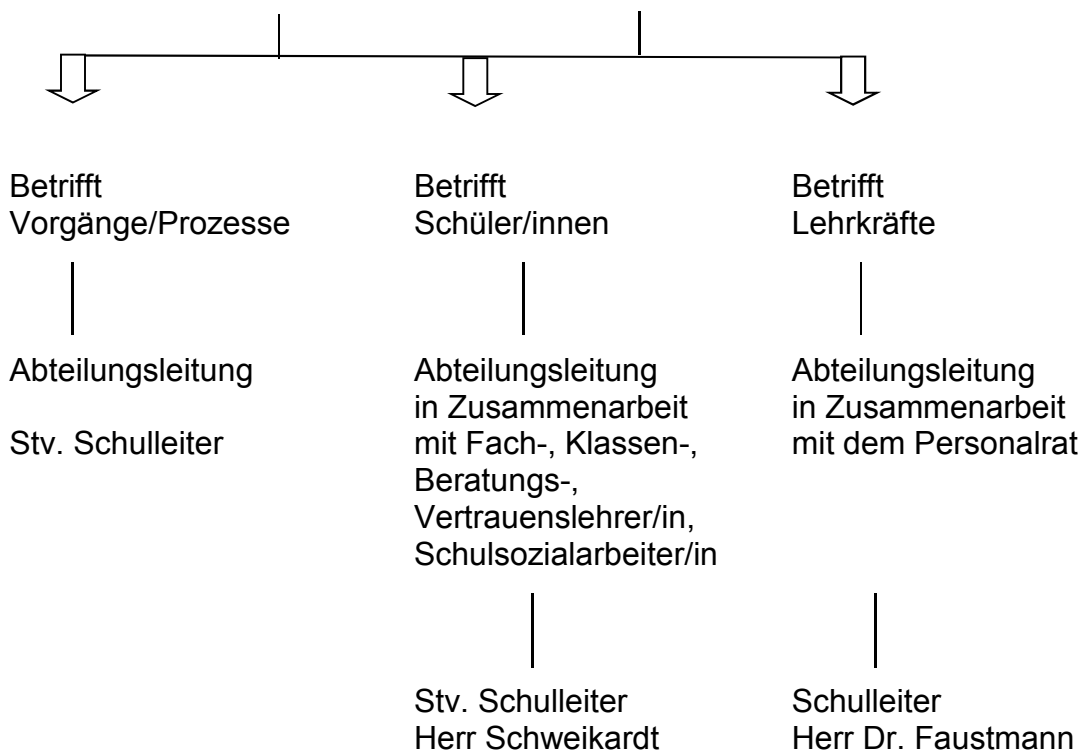 Betrifft
Vorgänge/Prozesse
Abteilungsleitung
Stv. Schulleiter
Betrifft
Schüler/innen
Abteilungsleitung
in Zusammenarbeit
mit Fach-, Klassen-,
Beratungs-,
Vertrauenslehrer/in,
Schulsozialarbeiter/in
Stv. Schulleiter
Herr Schweikardt
Betrifft
Lehrkräfte
Abteilungsleitung
in Zusammenarbeit
mit dem Personalrat
Schulleiter
Herr Dr. Faustmann